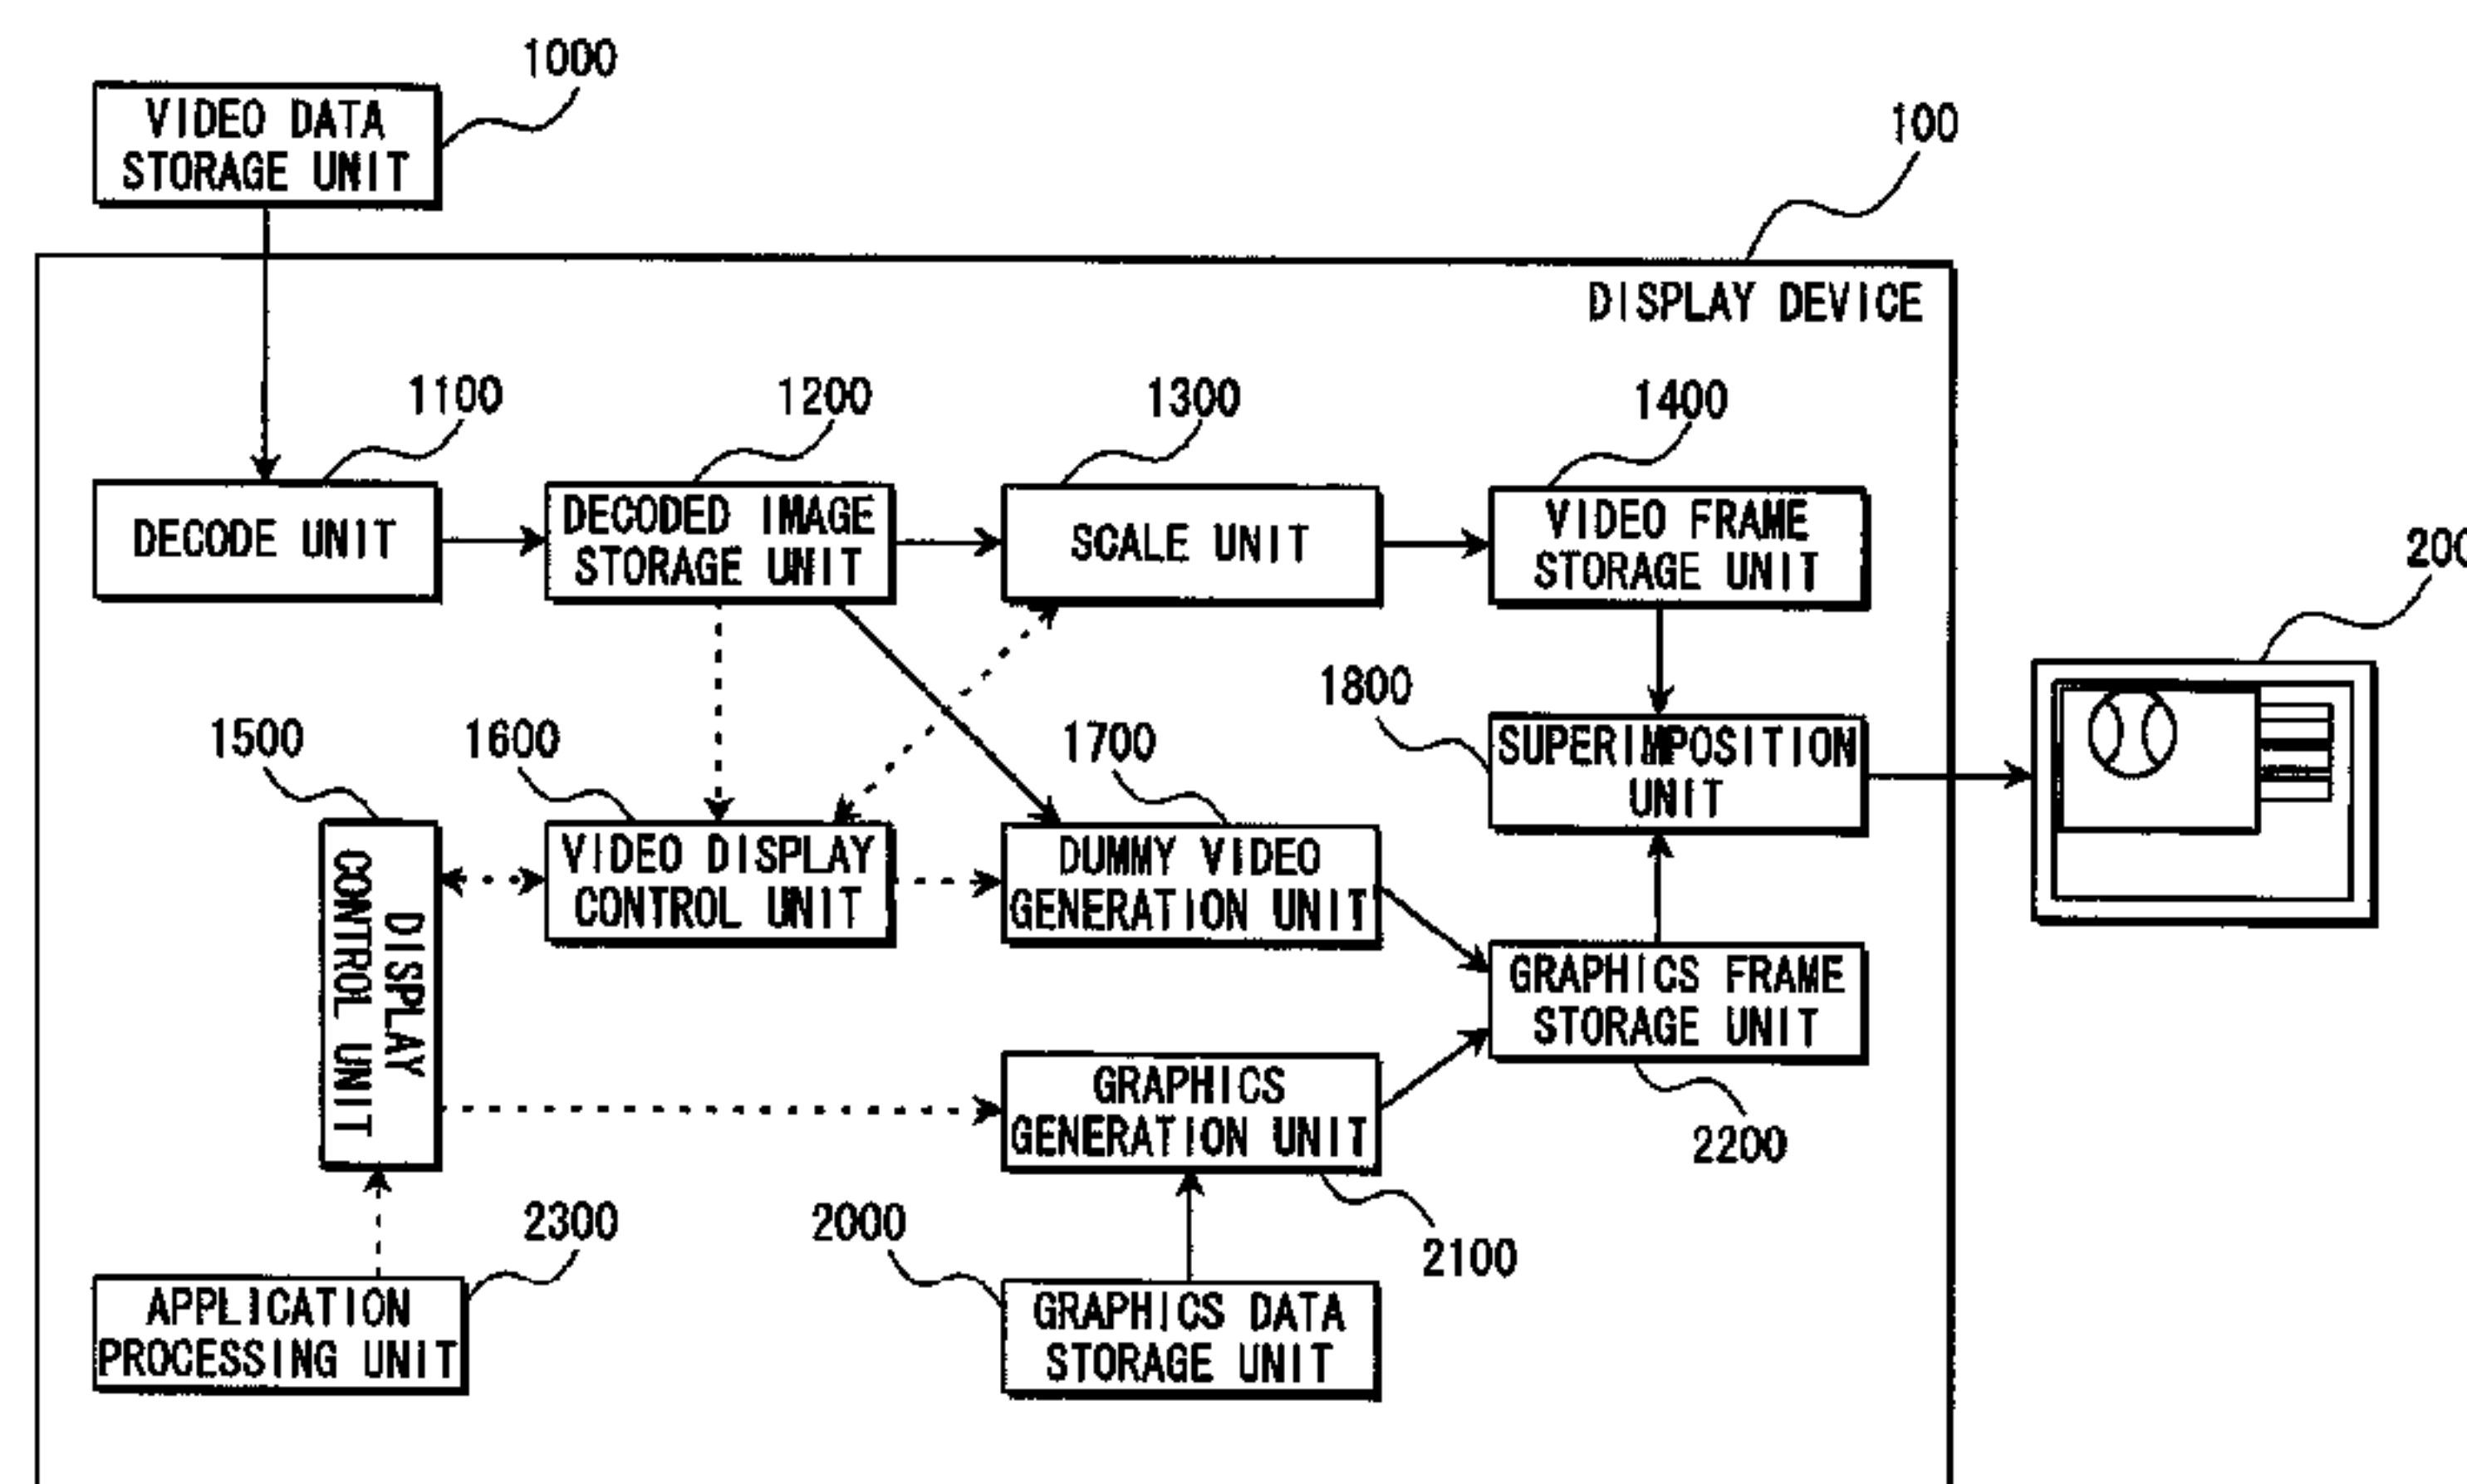 1000
VIDEO DATA
STORAGE UNIT
100
DISPLAY DEVICE
1100
1200
1300
1400
DECODE UNIT
DECODED IMAGE
STORAGE UNIT
SCALE UNIT
VIDEO FRAME
STORAGE UNIT
200
1500
1600
1700
1800
SUPERIMPOSITION
UNIT
DISPLAY
CONTROL UNIT
VIDEO DISPLAY
CONTROL UNIT
DUMMY VIDEO
GENERATION UNIT
GRAPHICS FRAME
STORAGE UNIT
2200
GRAPHICS
GENERATION UNIT
2100
2300
2000
APPLICATION
PROCESSING UNIT
GRAPHICS DATA
STORAGE UNIT